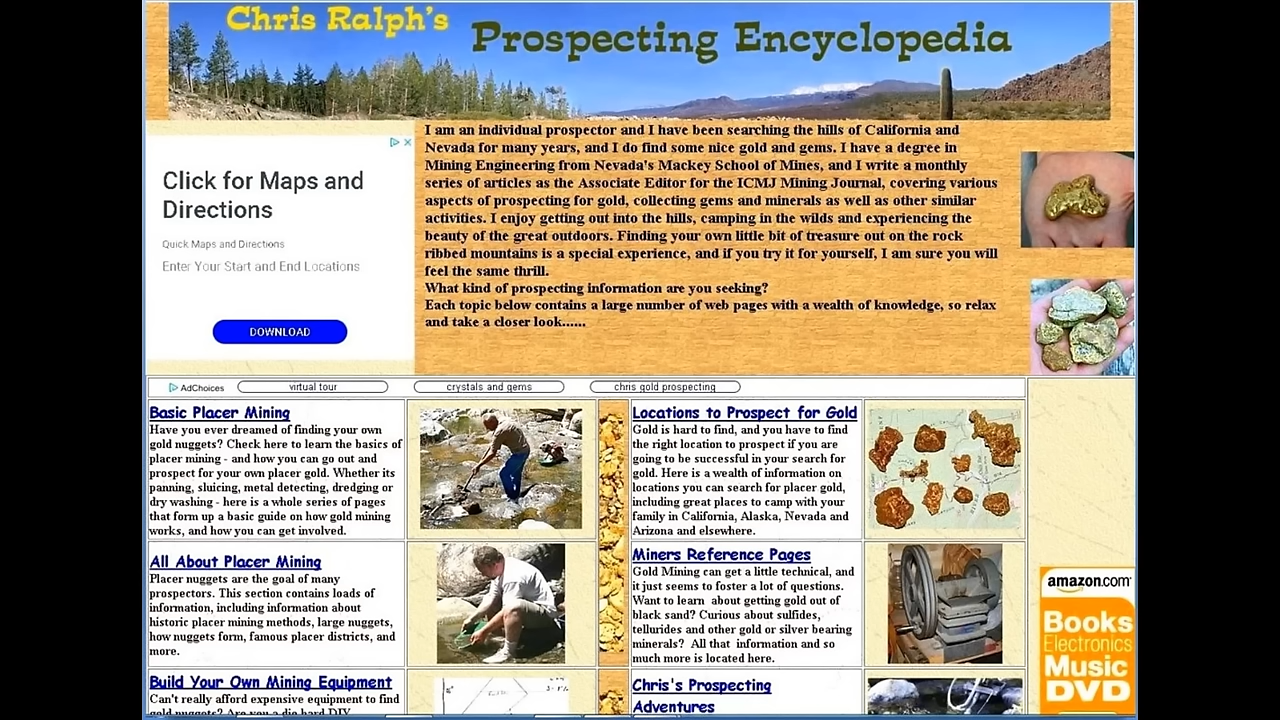 Chris Ralph's
Prospecting Encyclopedia
Click for Maps and
Directions
Quick Maps and Directions
Enter Your Start and End Locations
DOWNLOAD
I am an individual prospector and I have been searching the hills of California and
Nevada for many years, and I do find some nice gold and gems. I have a degree in
Mining Engineering from Nevada's Mackey School of Mines, and I write a monthly
series of articles as the Associate Editor for the ICMJ Mining Journal, covering various
aspects of prospecting for gold, collecting gems and minerals as well as other similar
activities. I enjoy getting out into the hills, camping in the wilds and experiencing the
beauty of the great outdoors. Finding your own little bit of treasure out on the rock
ribbed mountains is a special experience, and if you try it for yourself, I am sure you will
feel the same thrill.
What kind of prospecting information are you seeking?
Each topic below contains a large number of web pages with a wealth of knowledge, so relax
and take a closer look......
AdChoices
virtual tour
crystals and gems
chris gold prospecting
Basic Placer Mining
Have you ever dreamed of finding your own
gold nuggets? Check here to learn the basics of
placer mining - and how you can go out and
prospect for your own placer gold. Whether its
panning, sluicing, metal detecting, dredging or
dry washing - here is a whole series of pages
that form up a basic guide on how gold mining
works, and how you can get involved.
Locations to Prospect for Gold
Gold is hard to find, and you have to find
the right location to prospect if you are
going to be successful in your search for
gold. Here is a wealth of information on
locations you can search for placer gold,
including great places to camp with your
family in California, Alaska, Nevada and
Arizona and elsewhere.
All About Placer Mining
Placer nuggets are the goal of many
prospectors. This section contains loads of
information, including information about
historic placer mining methods, large nuggets,
how nuggets form, famous placer districts, and
more.
Miners Reference Pages
Gold Mining can get a little technical, and
it just seems to foster a lot of questions.
Want to learn about getting gold out of
black sand? Curious about sulfides,
tellurides and other gold or silver bearing
minerals? All that information and so
much more is located here.
Build Your Own Mining Equipment
Can't really afford expensive equipment to find
gold nuggets? Are you a die hard DIY
Chris's Prospecting
Adventures
amazon.com
Books
Electronics
Music
DVD